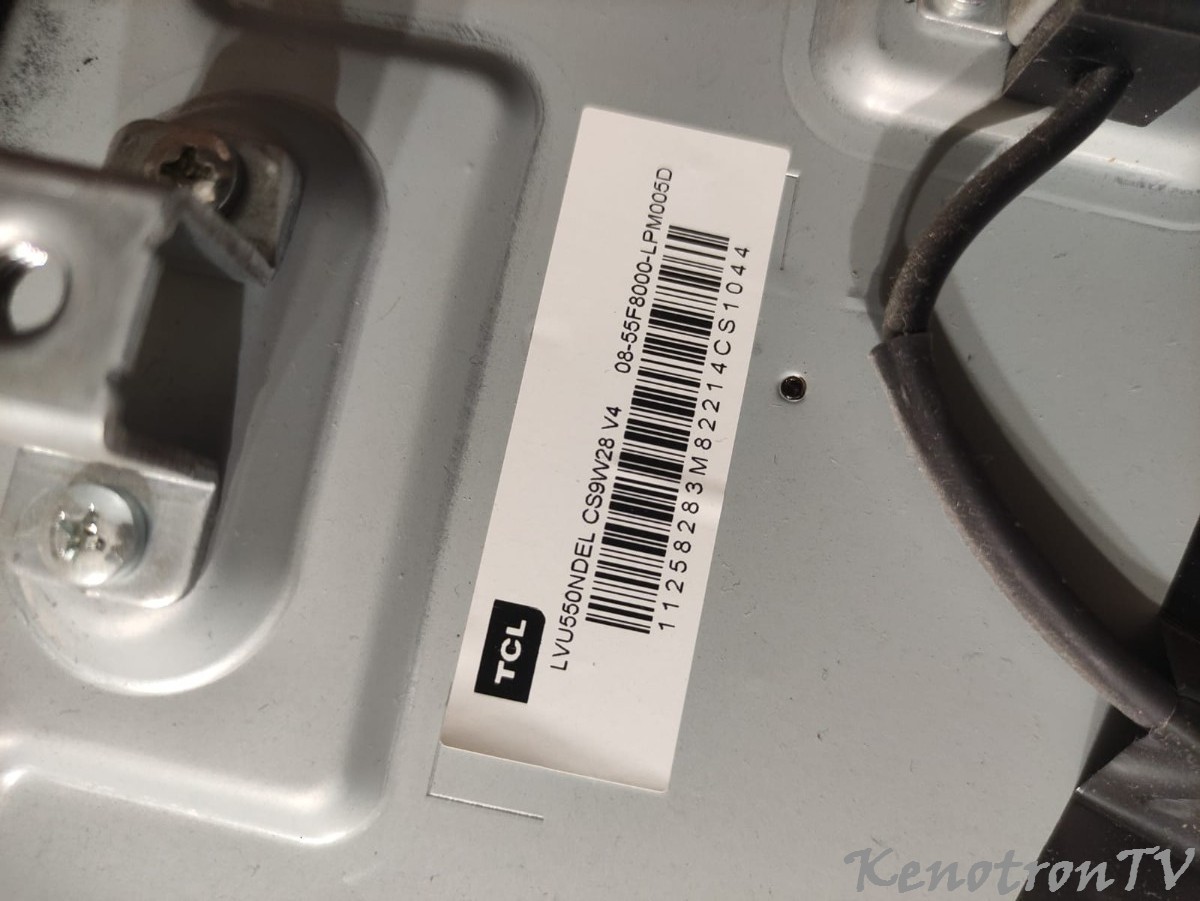 TCL
LVU550NDEL CS9W28 V4 08-55F8000-LPM005D
11258283M82214CS1044
KenotronTV